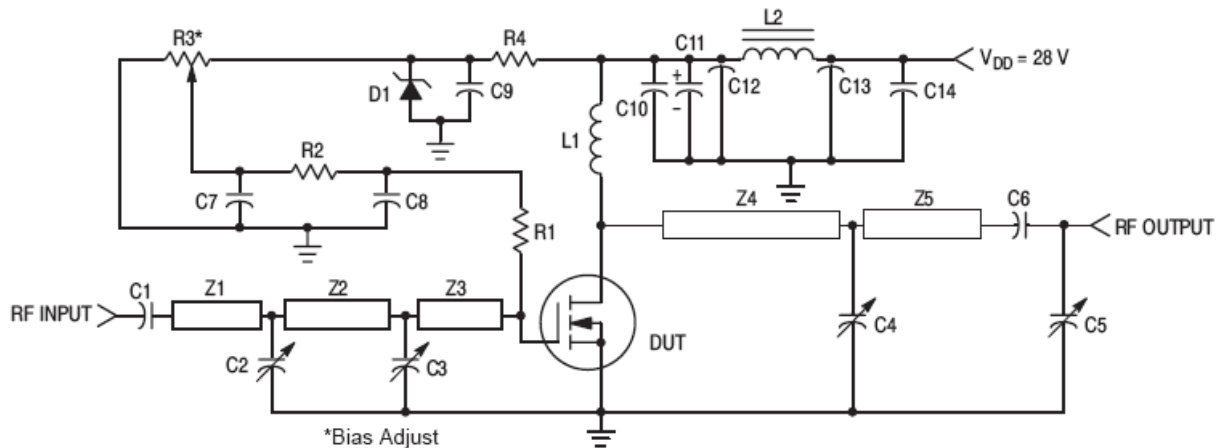 L2
R3*
R4
C11
V_DD = 28 V
+
-
D1
C9
C10
C12
C13
C14
L1
R2
C7
C8
R1
Z4
Z5
C6
RF OUTPUT
C1
Z1
Z2
Z3
RF INPUT
C2
C3
DUT
C4
C5
*Bias Adjust